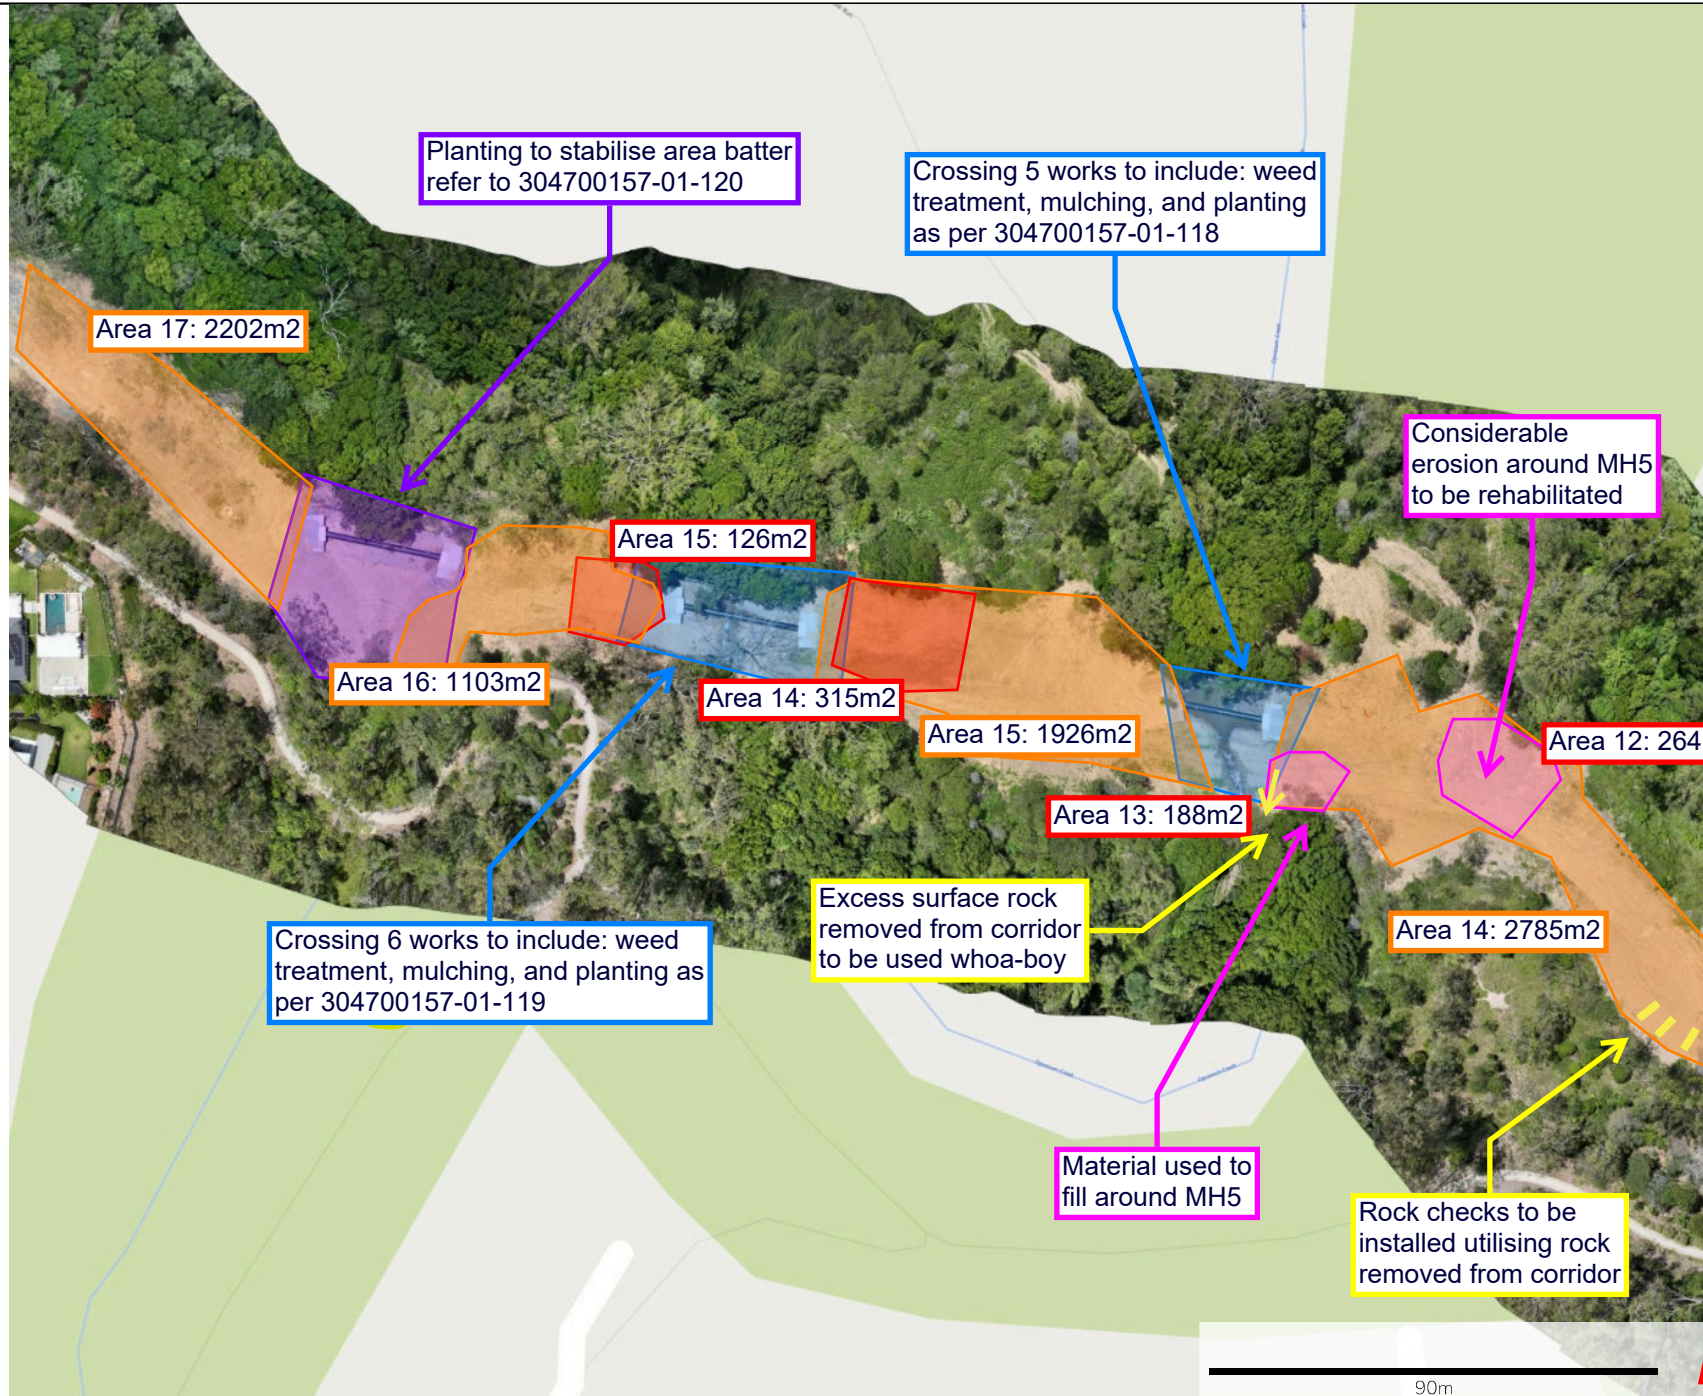 Planting to stabilise area batter
refer to 304700157-01-120
Crossing 5 works to include: weed
treatment, mulching, and planting
as per 304700157-01-118
Area 17: 2202m2
Considerable
erosion around MH5
to be rehabilitated
Area 15: 126m2
Area 16: 1103m2
Area 14: 315m2
Area 15: 1926m2
Area 12: 264
Area 13: 188m2
Excess surface rock
removed from corridor
to be used whoa-boy
Area 14: 2785m2
Crossing 6 works to include: weed
treatment, mulching, and planting as
per 304700157-01-119
Material used to
fill around MH5
Rock checks to be
installed utilising rock
removed from corridor
90m